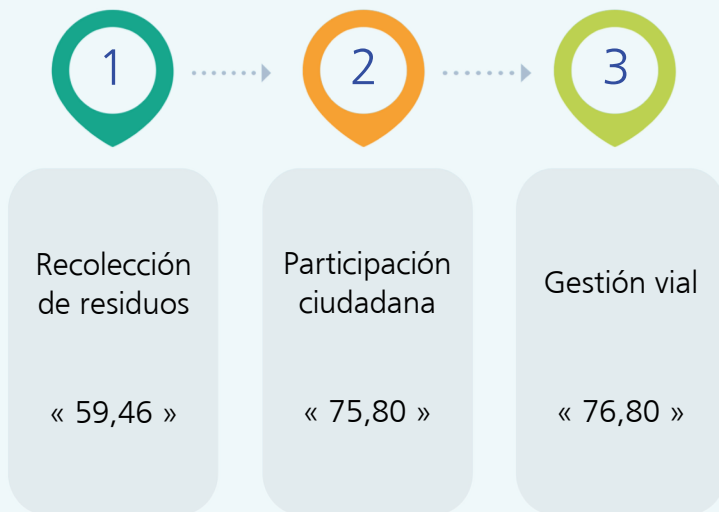 1
2
3
Recolección
de residuos
« 59,46 »
Participación
ciudadana
« 75,80 »
Gestión vial
« 76,80 »